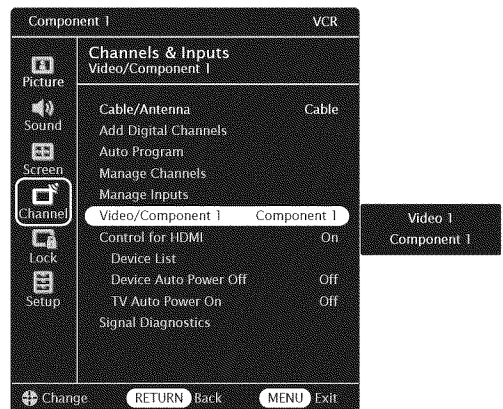 Component 1 VCR
Channels & Inputs
Video/Component 1
Picture
Sound
Screen
Channel
Lock
Setup
Cable/Antenna Cable
Add Digital Channels
Auto Program
Manage Channels
Manage Inputs
Video/Component 1 Component 1
Control for HDMI On
Device List
Device Auto Power Off Off
TV Auto Power On Off
Signal Diagnostics
Video 1
Component 1
Change RETURN Back MENU Exit